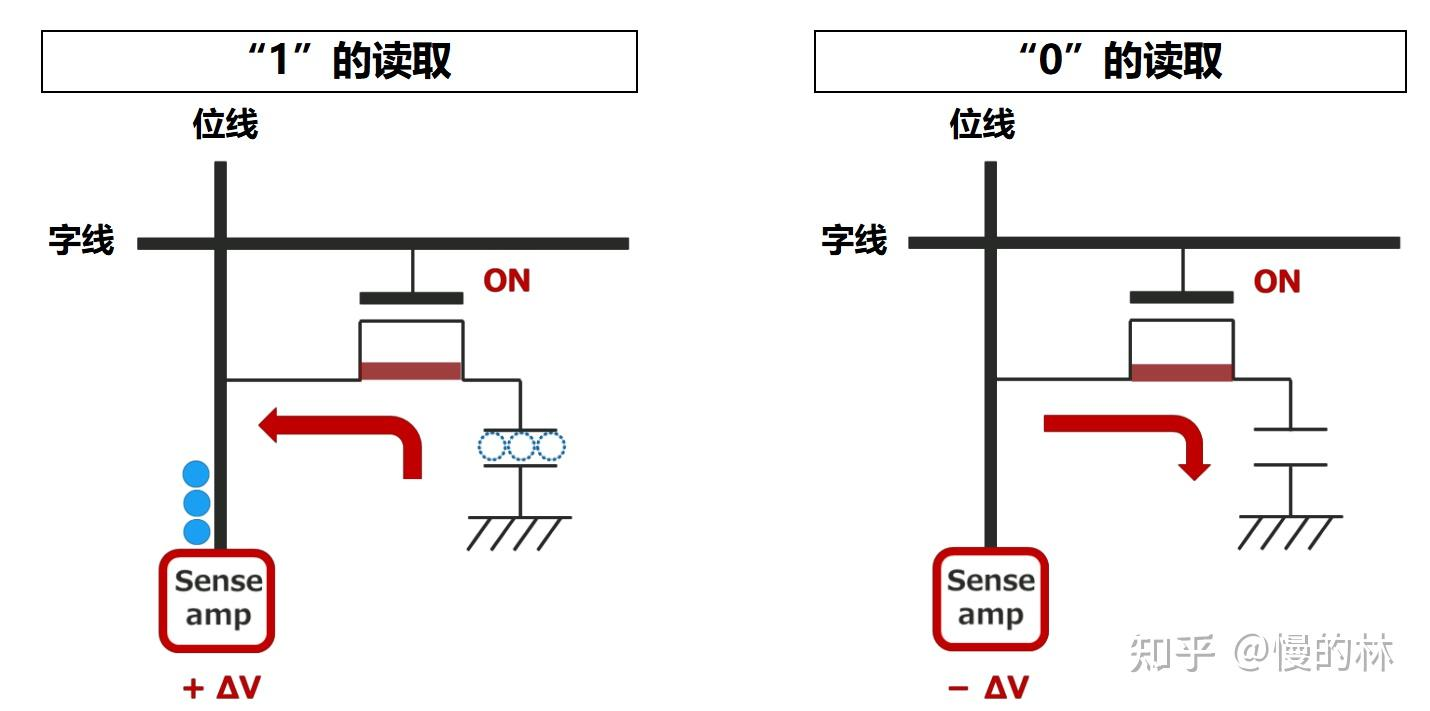 “1”的读取
“0”的读取
位线
位线
字线
字线
ON
ON
Sense
amp
Sense
amp
+ ΔV
− ΔV
知乎 @慢的林